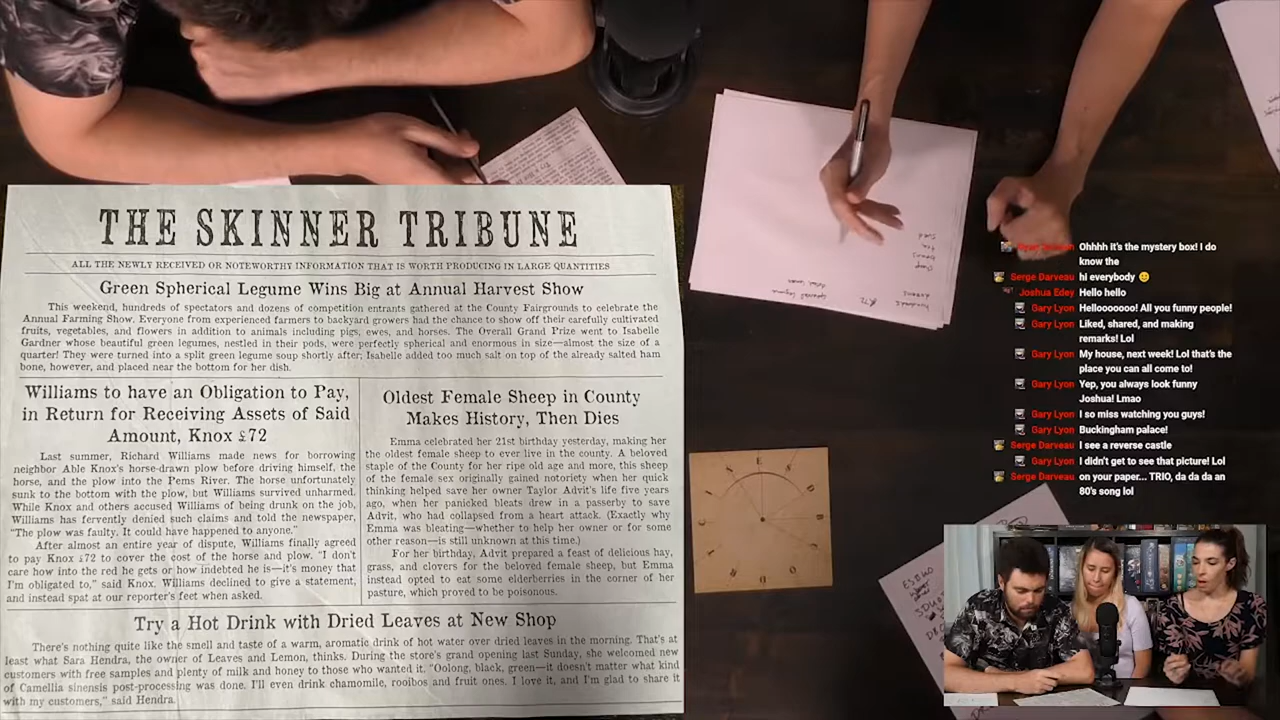 THE SKINNER TRIBUNE
ALL THE NEWLY RECEIVED OR NOTEWORTHY INFORMATION THAT IS WORTH PRODUCING IN LARGE QUANTITIES
Green Spherical Legume Wins Big at Annual Harvest Show
This weekend, hundreds of spectators and dozens of competition entrants gathered at the County Fairgrounds to celebrate the
Annual Farming Show. Everyone from experienced farmers to backyard growers had the chance to show off their carefully cultivated
fruits, vegetables, and flowers in addition to animals including pigs, ewes, and horses. The Overall Grand Prize went to Isabelle
Gardner whose beautiful green legumes, nestled in their pods, were perfectly spherical and enormous in size—almost the size of a
quarter! They were turned into a split green legume soup shortly after; Isabelle added too much salt on top of the already salted ham
bone, however, and placed near the bottom for her dish.
Williams to have an Obligation to Pay,
in Return for Receiving Assets of Said
Amount, Knox £72
Last summer, Richard Williams made news for borrowing
neighbor Able Knox's horse-drawn plow before driving himself, the
horse, and the plow into the Pems River. The horse unfortunately
sunk to the bottom with the plow, but Williams survived unharmed.
While Knox and others accused Williams of being drunk on the job,
Williams has fervently denied such claims and told the newspaper,
"The plow was faulty. It could have happened to anyone."
After almost an entire year of dispute, Williams finally agreed
to pay Knox £72 to cover the cost of the horse and plow. "I don't
care how into the red he gets or how indebted he is—it's money that
I'm obligated to," said Knox. Williams declined to give a statement,
and instead spat at our reporter's feet when asked.
Oldest Female Sheep in County
Makes History, Then Dies
Emma celebrated her 21st birthday yesterday, making her
the oldest female sheep to ever live in the county. A beloved
staple of the County for her ripe old age and more, this sheep
of the female sex originally gained notoriety when her quick
thinking helped save her owner Taylor Advit's life five years
ago, when her panicked bleats drew in a passerby to save
Advit, who had collapsed from a heart attack. (Exactly why
Emma was bleating—whether to help her owner or for some
other reason—is still unknown at this time.)
For her birthday, Advit prepared a feast of delicious hay,
grass, and clovers for the beloved female sheep, but Emma
instead opted to eat some elderberries in the corner of her
pasture, which proved to be poisonous.
Try a Hot Drink with Dried Leaves at New Shop
There's nothing quite like the smell and taste of a warm, aromatic drink of hot water over dried leaves in the morning. That's at
least what Sara Hendra, the owner of Leaves and Lemon, thinks. During the store's grand opening last Sunday, she welcomed new
customers with free samples and plenty of milk and honey to those who wanted it. "Oolong, black, green—it doesn't matter what kind
of Camellia sinensis post-processing was done. I'll even drink chamomile, rooibos and fruit ones. I love it, and I'm glad to share it
with my customers," said Hendra.
Ohhhh it's the mystery box! I do
know the
Serge Darveau hi everybody 😊
Joshua Edey Hello hello
Gary Lyon Hellooooooo! All you funny people!
Gary Lyon Liked, shared, and making
remarks! Lol
Gary Lyon My house, next week! Lol that's the
place you can all come to!
Gary Lyon Yep, you always look funny
Joshua! Lmao
Gary Lyon I so miss watching you guys!
Gary Lyon Buckingham palace!
Serge Darveau I see a reverse castle
Gary Lyon I didn't get to see that picture! Lol
Serge Darveau on your paper... TRIO, da da da an
80's song lol